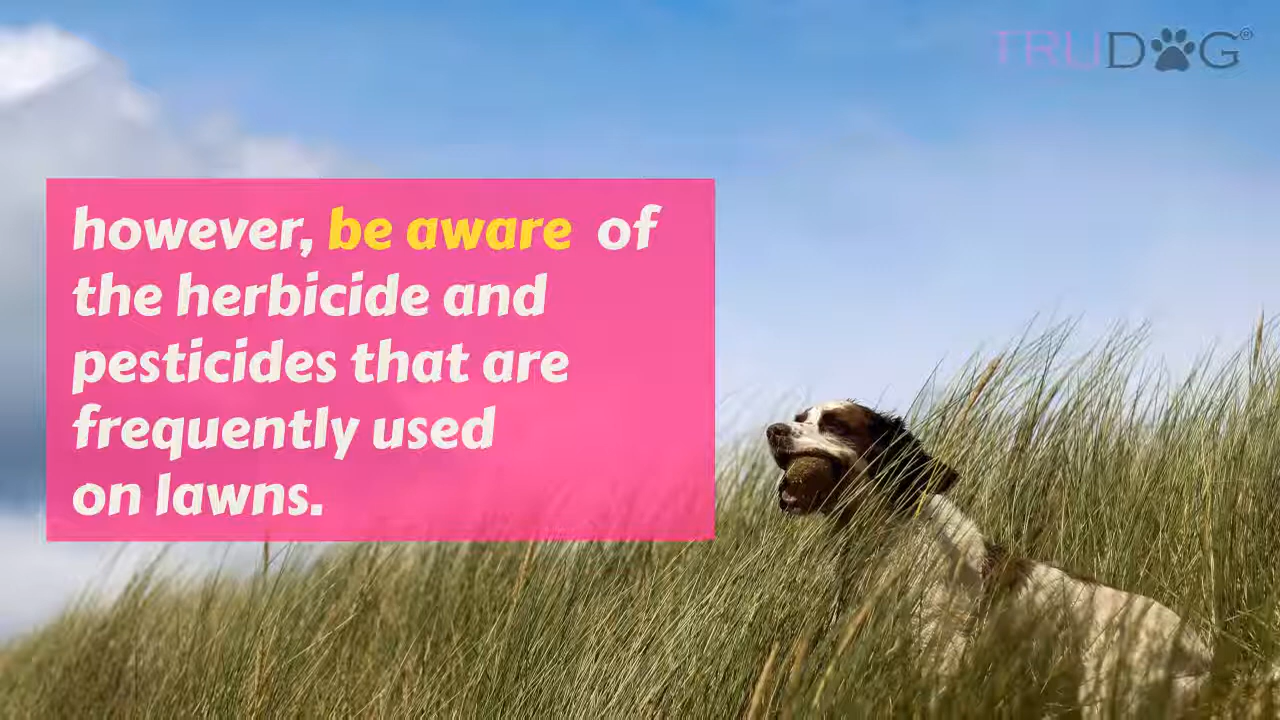 TRUDOG®
however, be aware of
the herbicide and
pesticides that are
frequently used
on lawns.